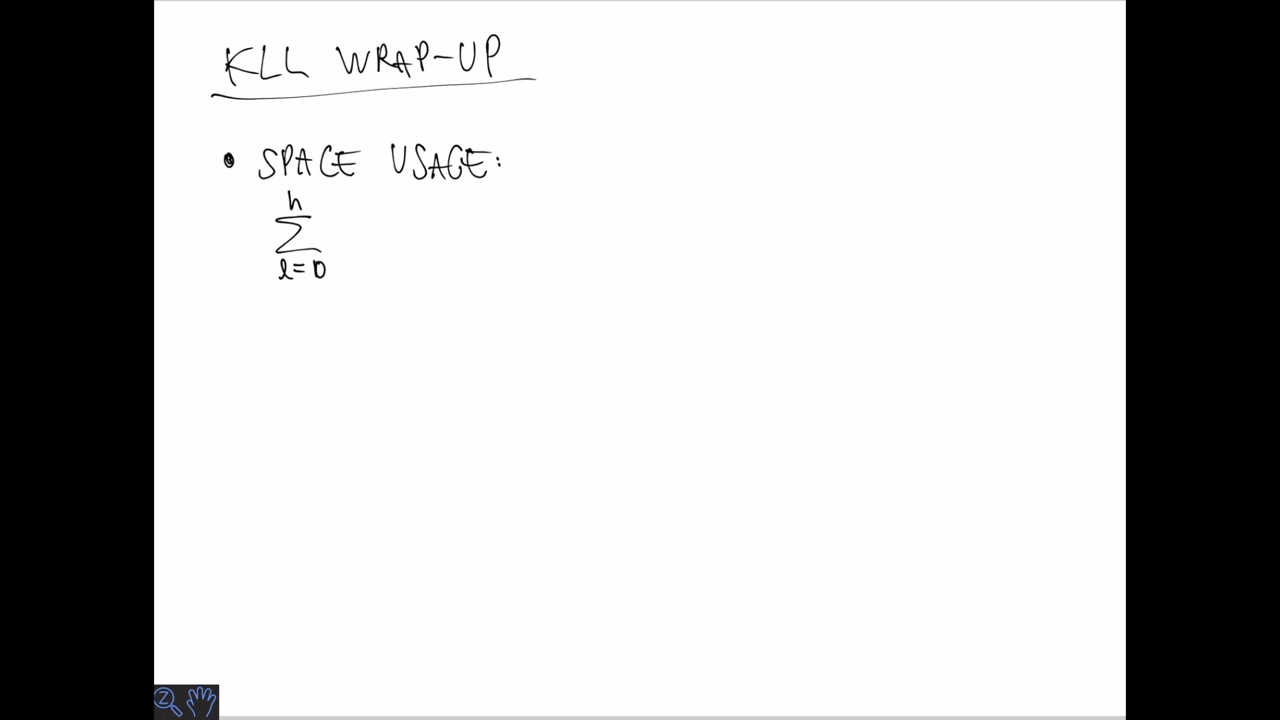 KLL WRAP-UP
• SPACE USAGE:
h
∑
l=0